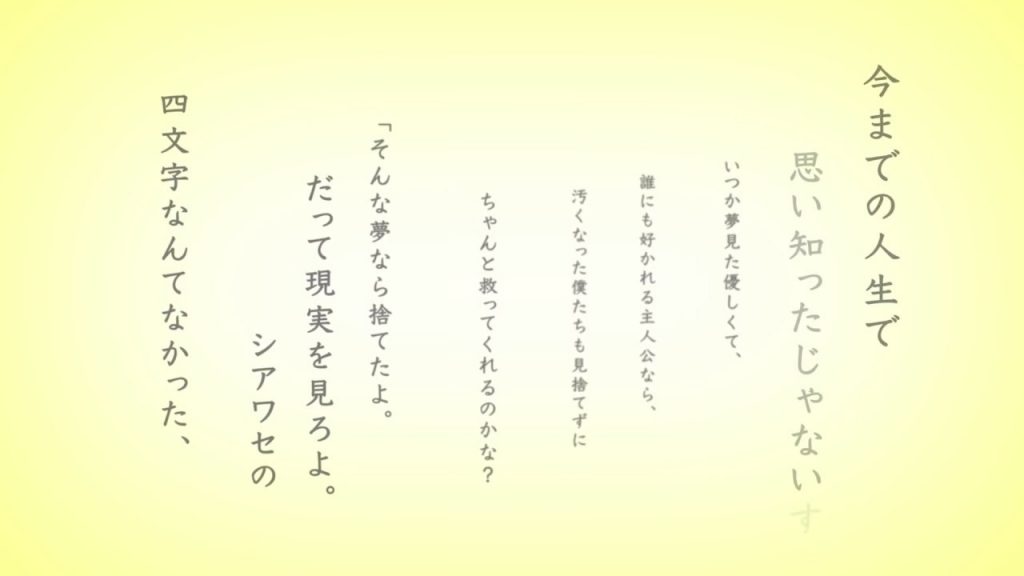 今までの人生で
思い知ったじゃないす
いつか夢見た優しくて、
誰にも好かれる主人公なら、
汚くなった僕たちも見捨てずに
ちゃんと救ってくれるのかな?
「そんな夢なら捨てたよ。
だって現実を見ろよ。
シアワセの
四文字なんてなかった、